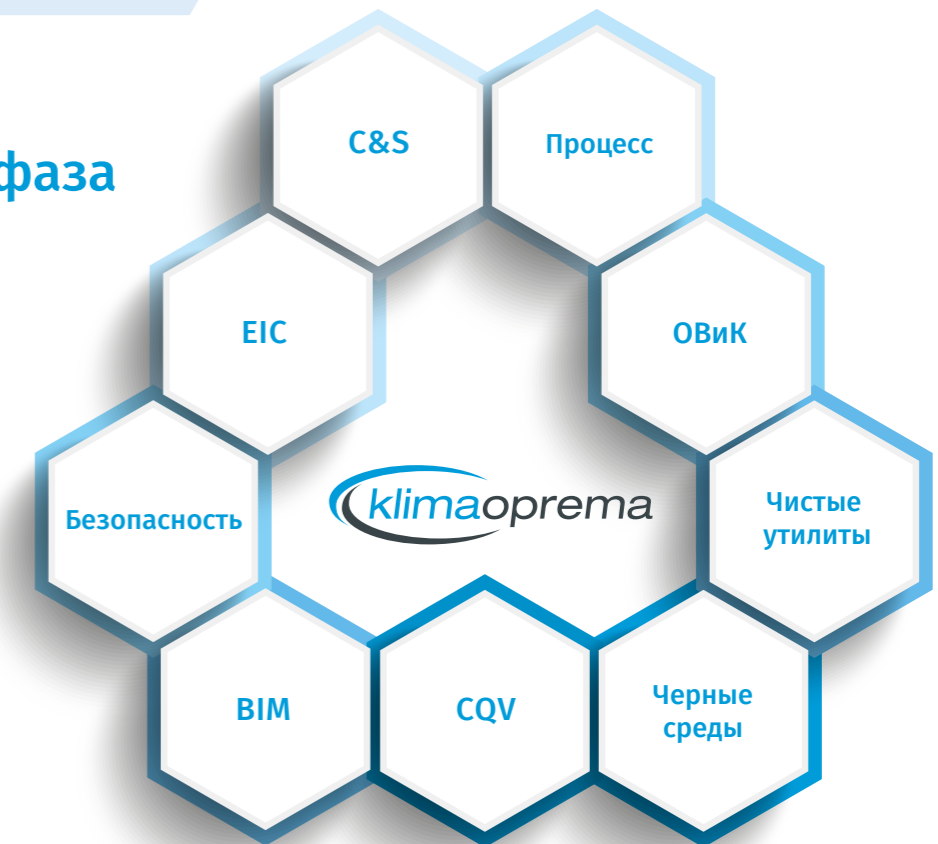 фаза
C&S
Процесс
EIC
ОВиК
Безопасность
klimaoprema
Чистые
утилиты
BIM
CQV
Черные
среды